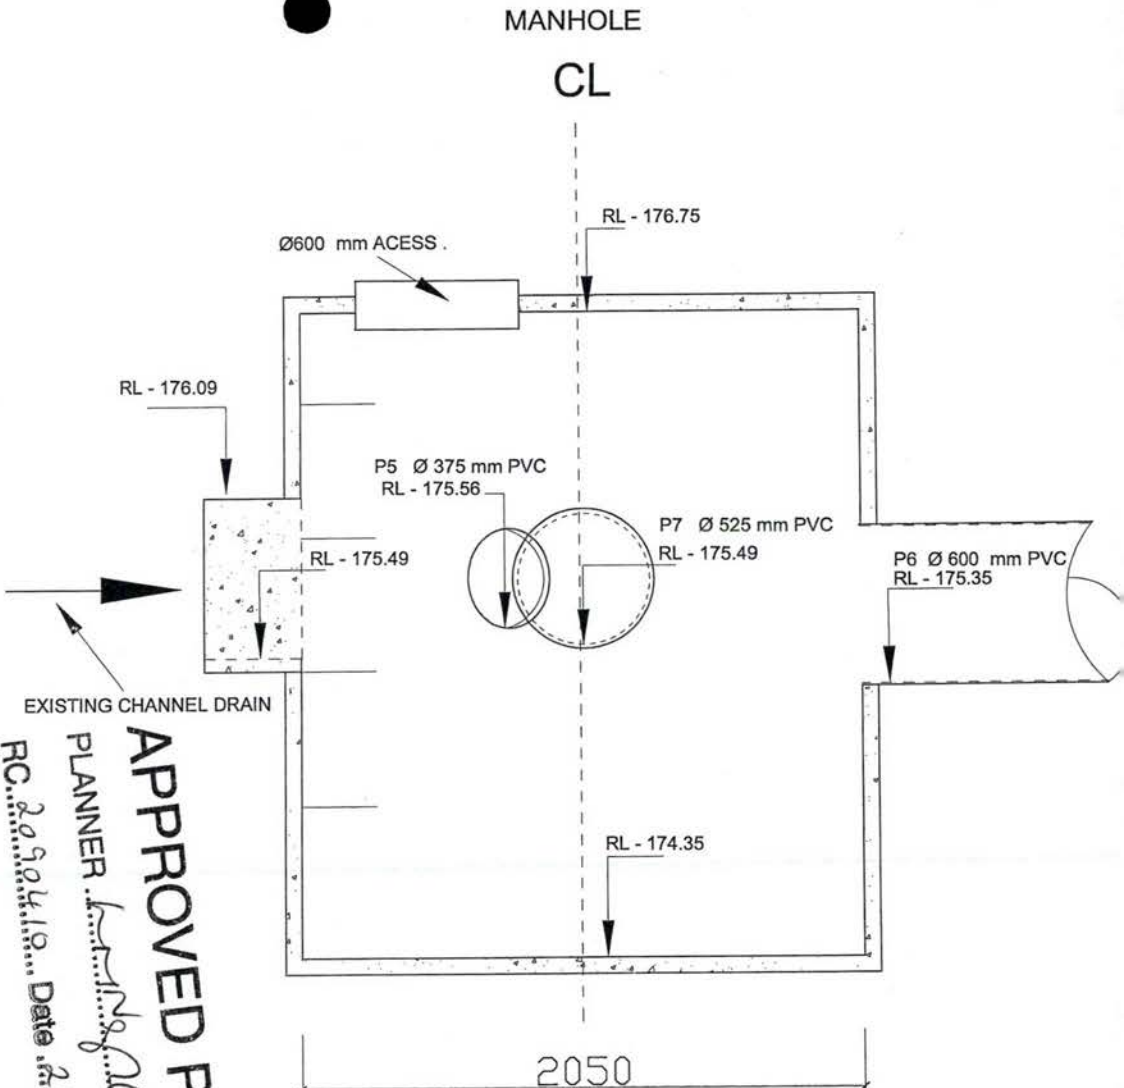 MANHOLE
CL
RL - 176.75
Ø600 mm ACESS .
RL - 176.09
P5 Ø 375 mm PVC
RL - 175.56
P7 Ø 525 mm PVC
RL - 175.49
RL - 175.49
P6 Ø 600 mm PVC
RL - 175.35
EXISTING CHANNEL DRAIN
RL - 174.35
2050
APPROVED P
PLANNER
RC 2090410 Date 2